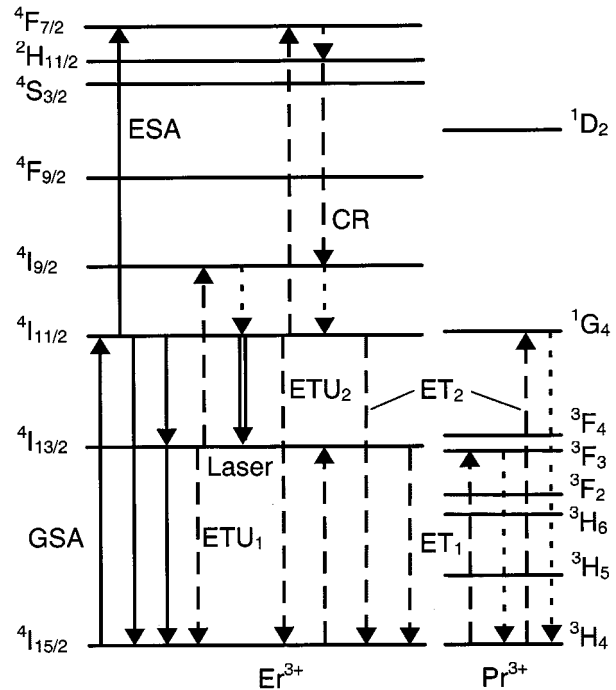 ⁴F₇/₂
²H₁₁/₂
⁴S₃/₂
¹D₂
ESA
⁴F₉/₂
CR
⁴I₉/₂
⁴I₁₁/₂
¹G₄
ETU₂
ET₂
³F₄
⁴I₁₃/₂
³F₃
Laser
³F₂
³H₆
GSA
ETU₁
ET₁
³H₅
⁴I₁₅/₂
³H₄
Er³⁺
Pr³⁺